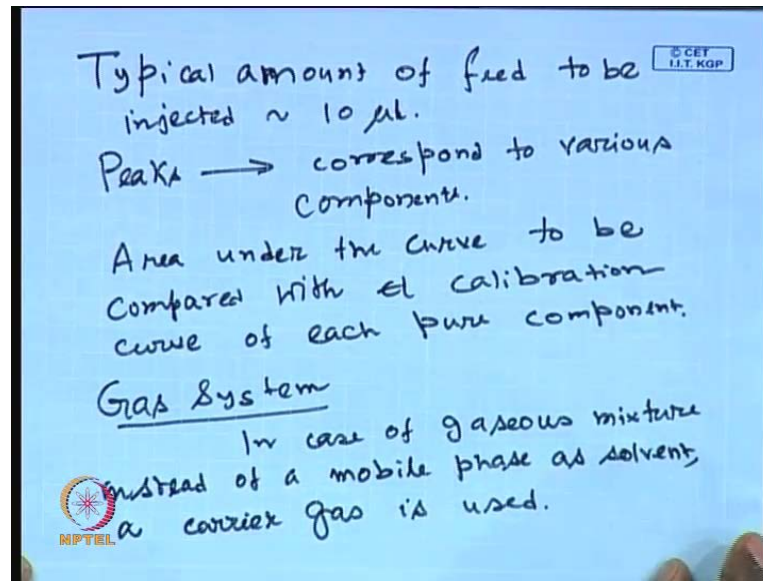 Typical amount of feed to be
© CET
I.I.T. KGP
injected ~ 10 μl.
Peaks → correspond to various
components.
Area under the curve to be
compared with calibration
curve of each pure component.
Gas System
In case of gaseous mixture
instead of a mobile phase as solvent,
a carrier gas is used.
NPTEL